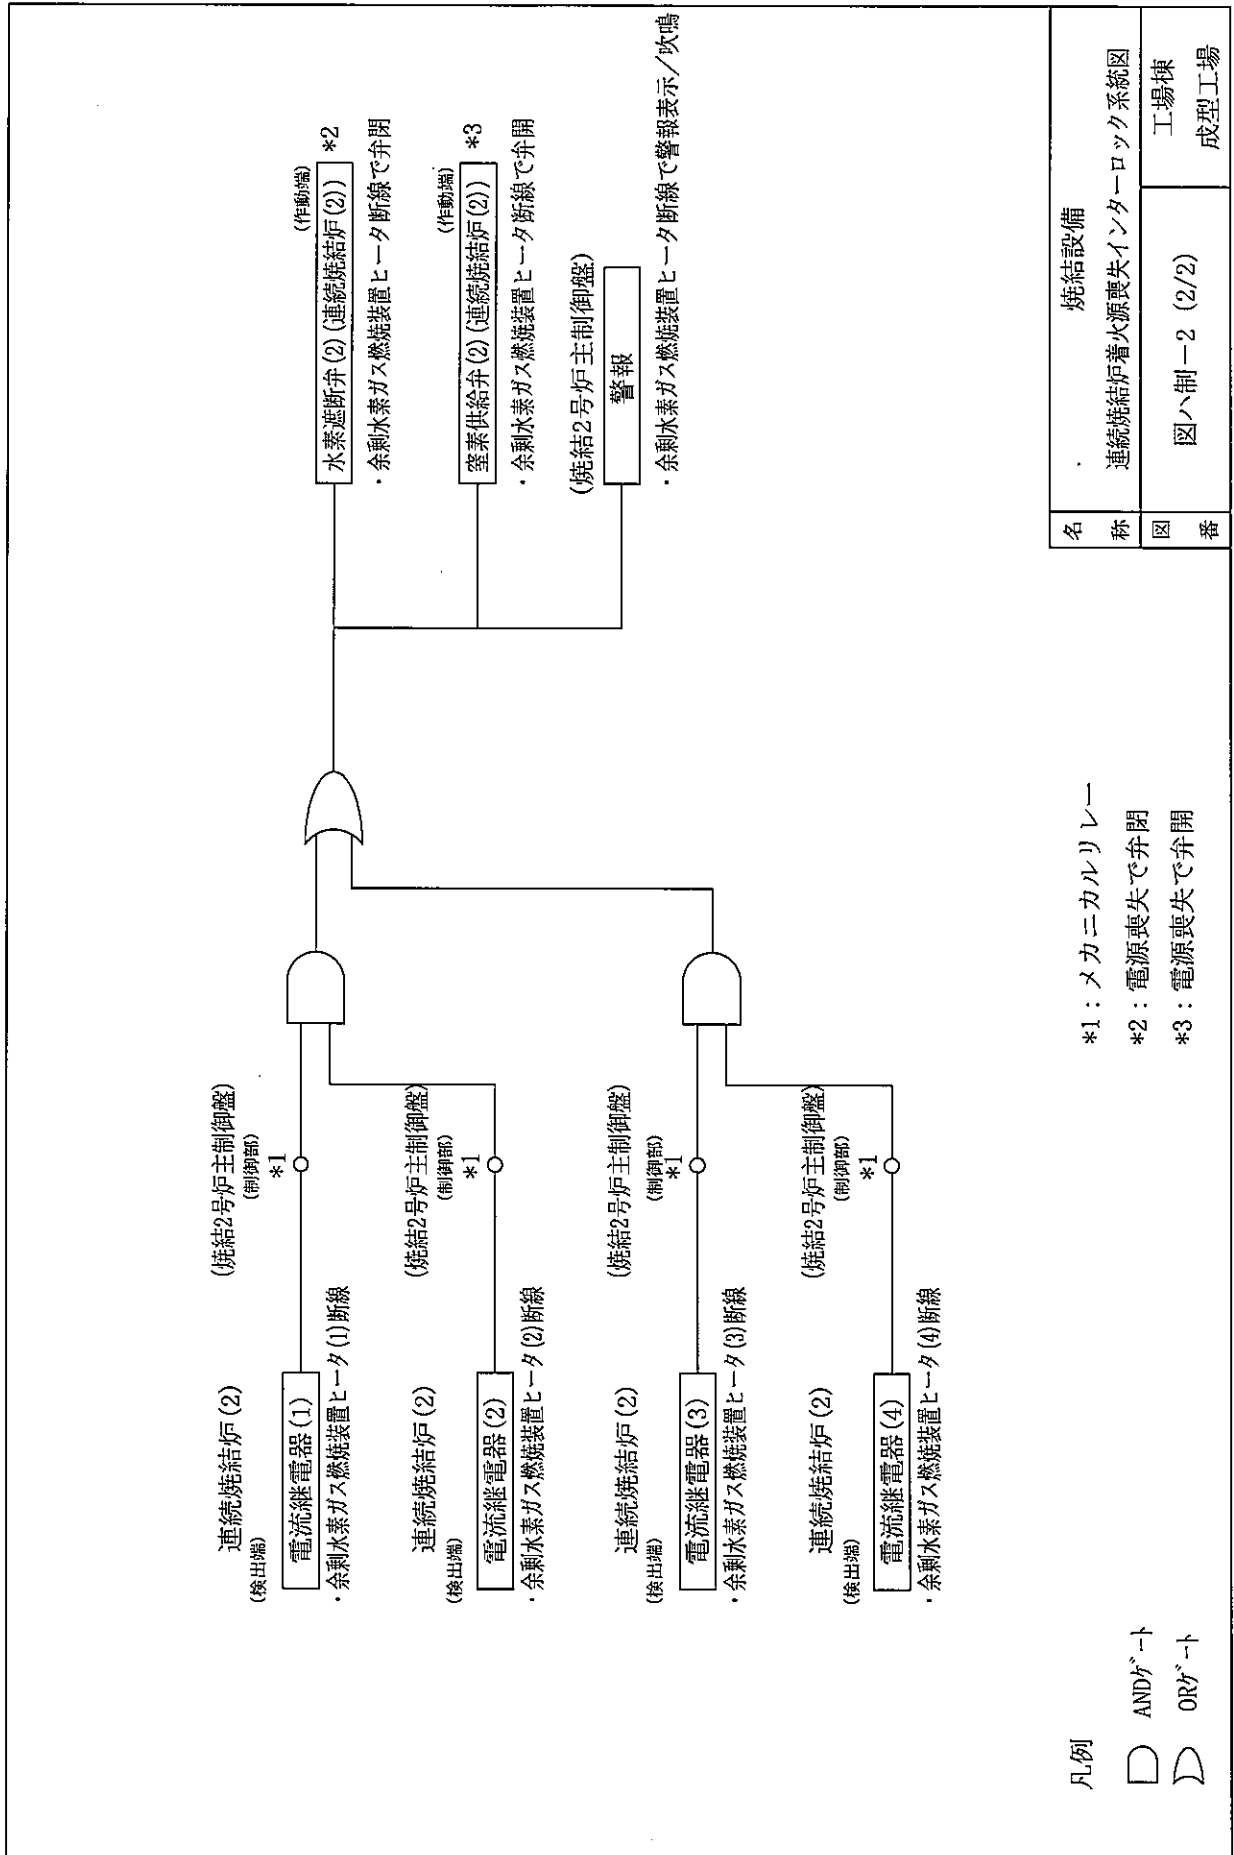 連続焼結炉(2)
(検出端)
電流継電器(1)
・余剰水素ガス燃焼装置ヒータ(1)断線
(焼結2号炉主制御盤)
(制御部)
*1
連続焼結炉(2)
(検出端)
電流継電器(2)
・余剰水素ガス燃焼装置ヒータ(2)断線
(焼結2号炉主制御盤)
(制御部)
*1
連続焼結炉(2)
(検出端)
電流継電器(3)
・余剰水素ガス燃焼装置ヒータ(3)断線
(焼結2号炉主制御盤)
(制御部)
*1
連続焼結炉(2)
(検出端)
電流継電器(4)
・余剰水素ガス燃焼装置ヒータ(4)断線
(焼結2号炉主制御盤)
(制御部)
*1
(作動端)
水素遮断弁(2)(連続焼結炉(2)) *2
・余剰水素ガス燃焼装置ヒータ断線で弁閉
(作動端)
窒素供給弁(2)(連続焼結炉(2)) *3
・余剰水素ガス燃焼装置ヒータ断線で弁開
(焼結2号炉主制御盤)
警報
・余剰水素ガス燃焼装置ヒータ断線で警報表示/吹鳴
凡例
ANDｹﾞｰﾄ
ORｹﾞｰﾄ
*1：メカニカルリレー
*2：電源喪失で弁閉
*3：電源喪失で弁開
名称
焼結設備
連続焼結炉着火源喪失インターロック系統図
図番
図ハ制－2 (2/2)
工場棟
成型工場